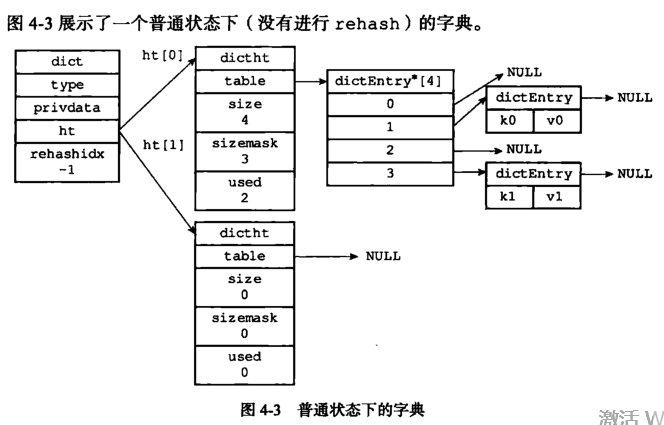 图 4-3 展示了一个普通状态下（没有进行 rehash）的字典。
dict
type
privdata
ht
rehashidx
-1
ht[0]
ht[1]
dictht
table
size
4
sizemask
3
used
2
dictEntry*[4]
0
1
2
3
NULL
dictEntry
k0 v0
NULL
NULL
dictEntry
k1 v1
NULL
dictht
table
size
0
sizemask
0
used
0
NULL
图 4-3 普通状态下的字典
激活 W